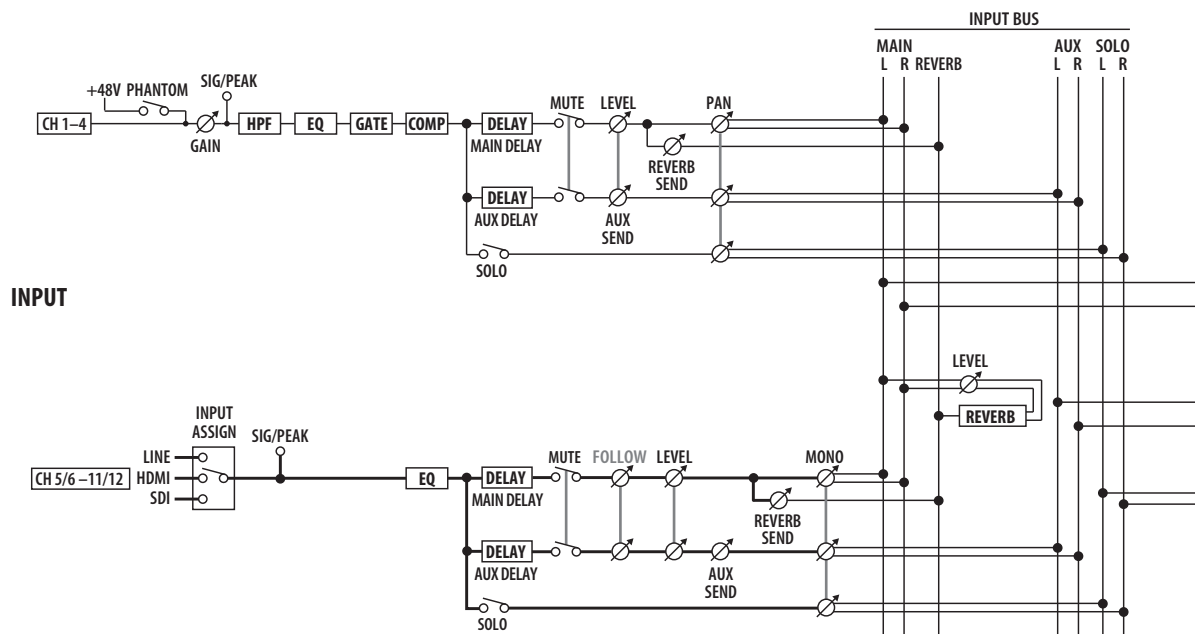 INPUT BUS
MAIN AUX SOLO
L R REVERB L R L R
+48V PHANTOM
SIG/PEAK
CH 1–4
GAIN
HPF
EQ
GATE
COMP
DELAY
MAIN DELAY
MUTE
LEVEL
PAN
REVERB
SEND
DELAY
AUX DELAY
AUX
SEND
SOLO
INPUT
LEVEL
REVERB
INPUT
ASSIGN
SIG/PEAK
LINE
CH 5/6 –11/12
HDMI
SDI
EQ
DELAY
MAIN DELAY
MUTE
FOLLOW
LEVEL
MONO
REVERB
SEND
DELAY
AUX DELAY
AUX
SEND
SOLO